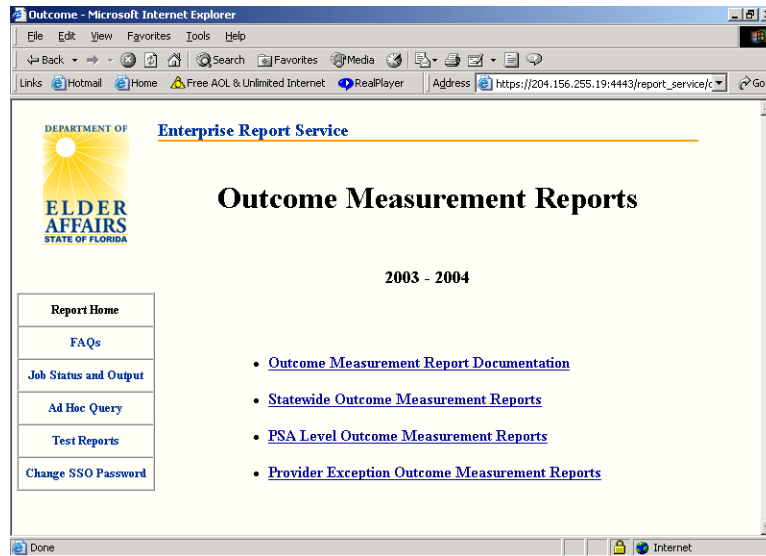 Outcome - Microsoft Internet Explorer
File Edit View Favorites Tools Help
Back Search Favorites Media
Links Hotmail Home Free AOL & Unlimited Internet RealPlayer Address https://204.156.255.19:4443/report_service/c Go
DEPARTMENT OF
ELDER
AFFAIRS
STATE OF FLORIDA
Enterprise Report Service
Outcome Measurement Reports
2003 - 2004
Report Home
FAQs
Job Status and Output
Ad Hoc Query
Test Reports
Change SSO Password
• Outcome Measurement Report Documentation
• Statewide Outcome Measurement Reports
• PSA Level Outcome Measurement Reports
• Provider Exception Outcome Measurement Reports
Done Internet